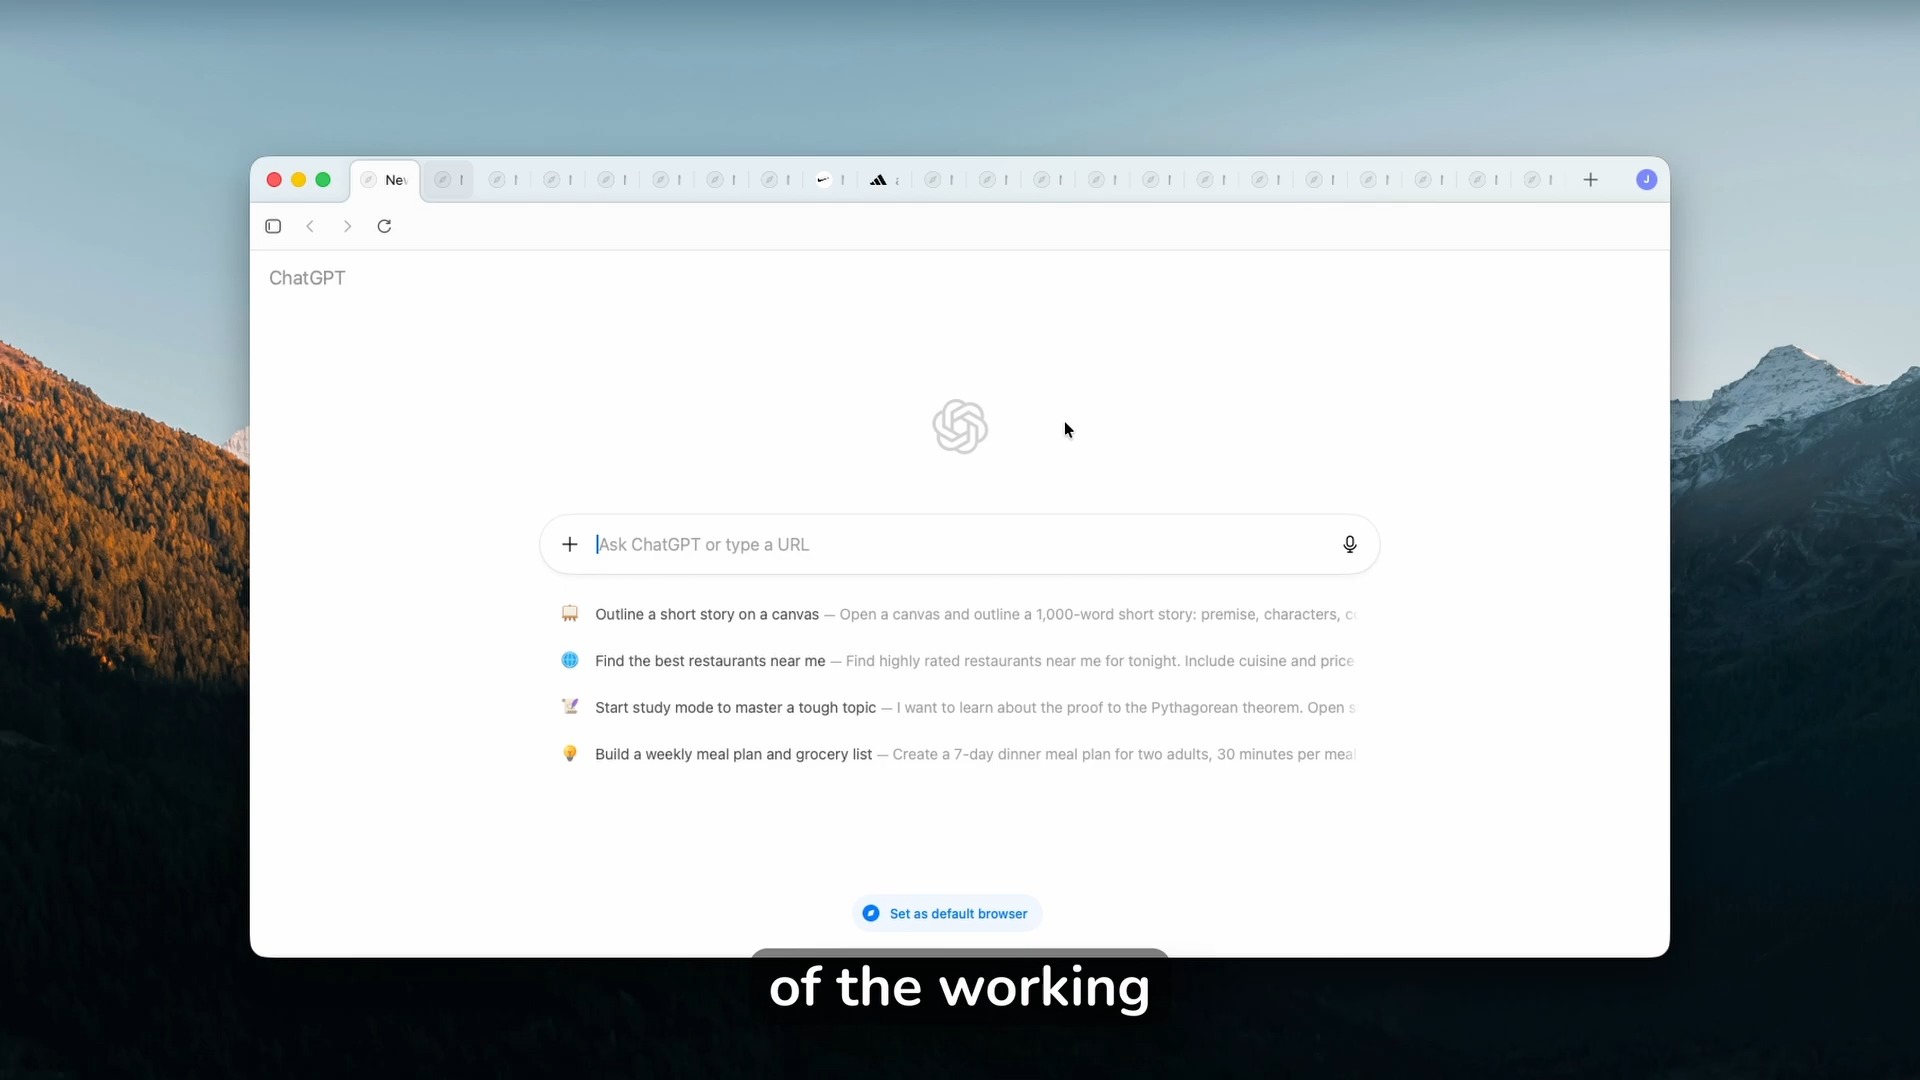 New
J
ChatGPT
Ask ChatGPT or type a URL
Outline a short story on a canvas — Open a canvas and outline a 1,000-word short story: premise, characters,
Find the best restaurants near me — Find highly rated restaurants near me for tonight. Include cuisine and price
Start study mode to master a tough topic — I want to learn about the proof to the Pythagorean theorem. Open
Build a weekly meal plan and grocery list — Create a 7-day dinner meal plan for two adults, 30 minutes per meal
Set as default browser
of the working